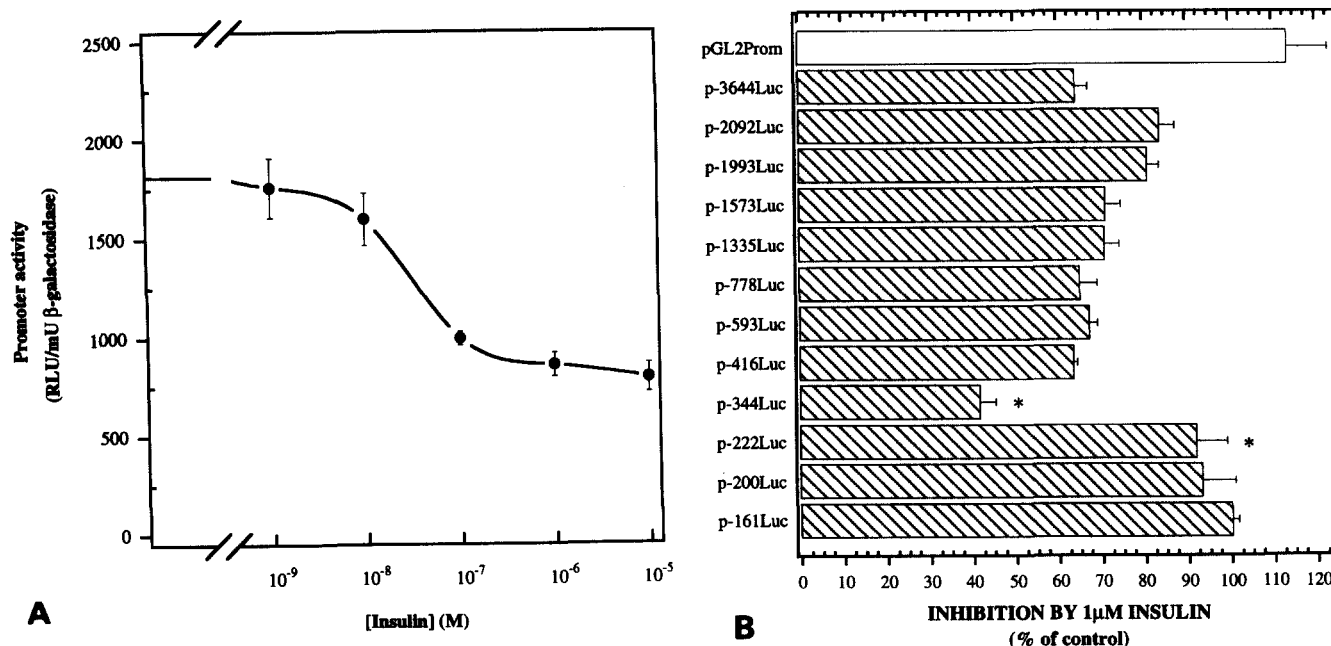 2500
2000
1500
1000
500
0
Promoter activity
(RLU/mU β-galactosidase)
10⁻⁹
10⁻⁸
10⁻⁷
10⁻⁶
10⁻⁵
[Insulin] (M)
A
pGL2Prom
p-3644Luc
p-2092Luc
p-1993Luc
p-1573Luc
p-1335Luc
p-778Luc
p-593Luc
p-416Luc
p-344Luc
*
p-222Luc
*
p-200Luc
p-161Luc
0 10 20 30 40 50 60 70 80 90 100 110 120
INHIBITION BY 1μM INSULIN
(% of control)
B